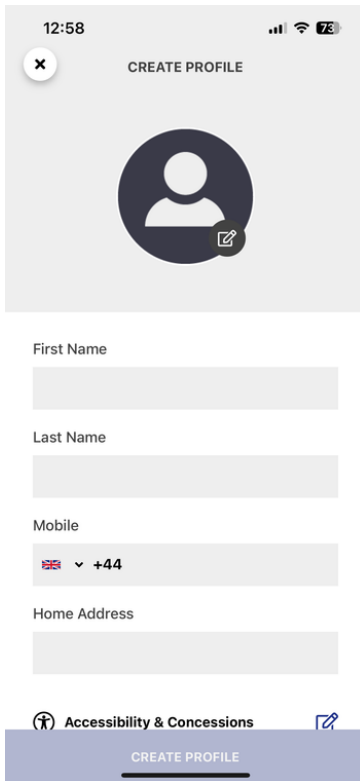 12:58
73
CREATE PROFILE
First Name
Last Name
Mobile
+44
Home Address
Accessibility & Concessions
CREATE PROFILE